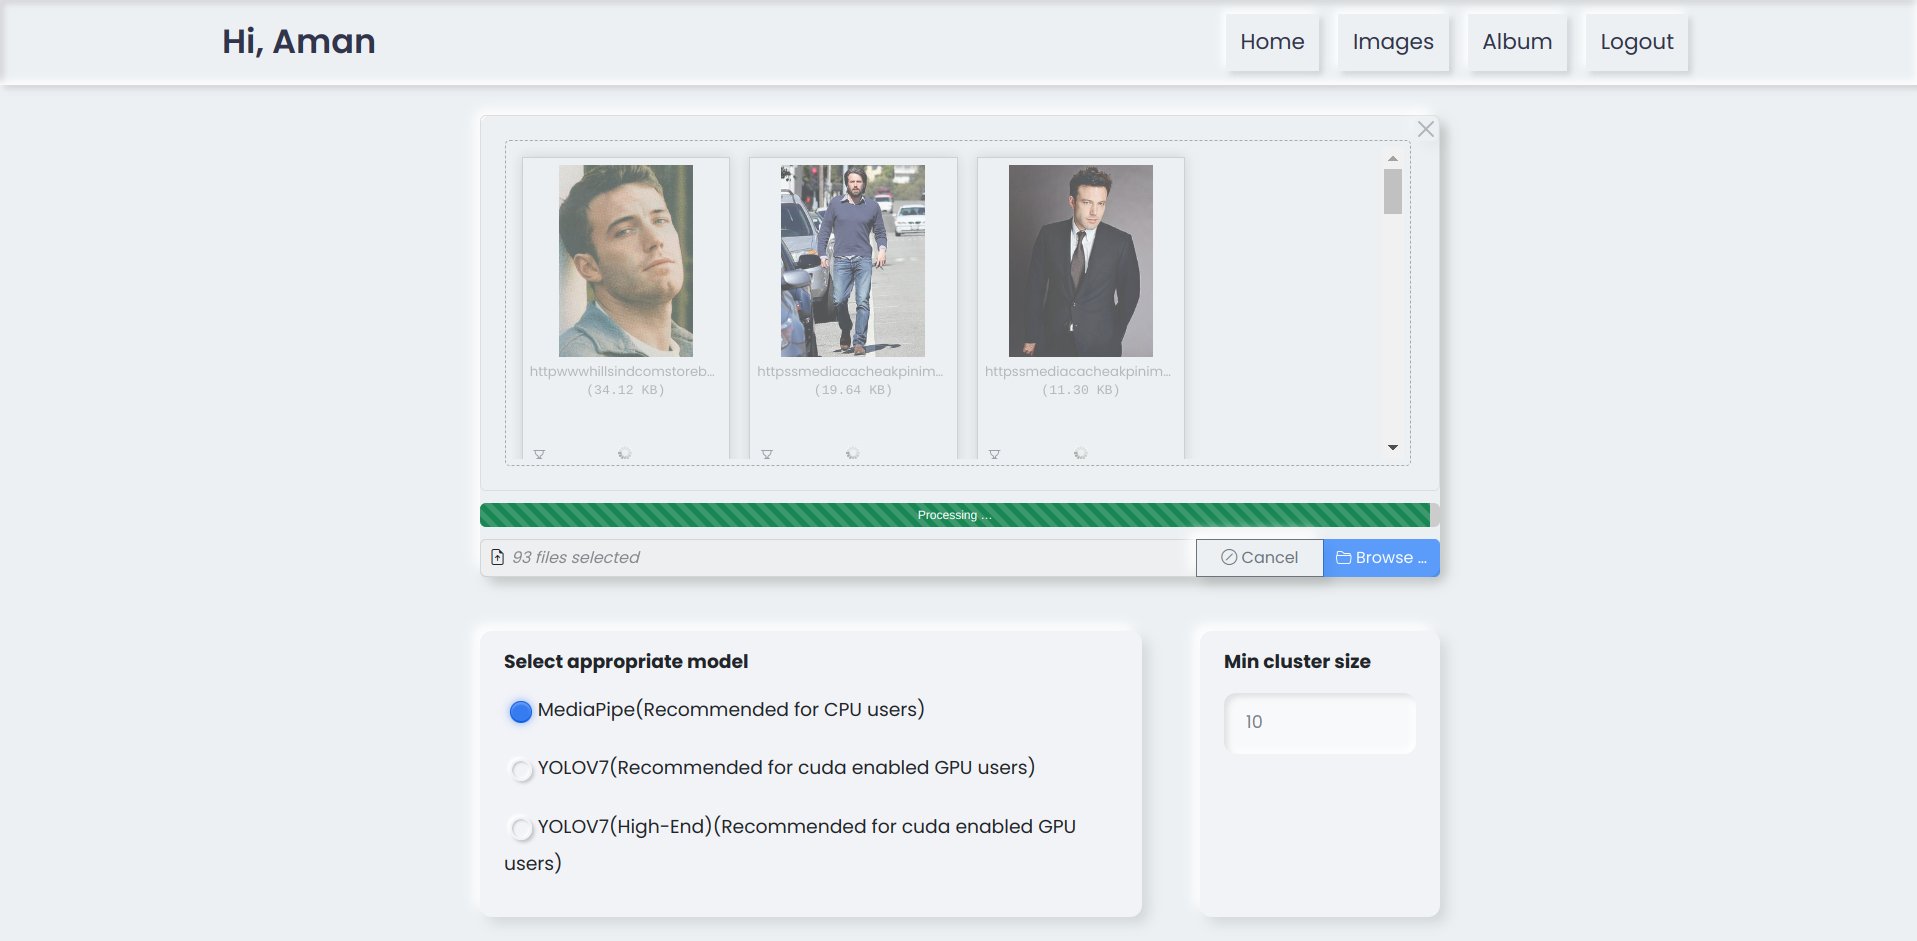 Hi, Aman
Home
Images
Album
Logout
httpwwwhillsindcomstoreb...
(34.12 KB)
httpssmediacacheakpinim...
(19.64 KB)
httpssmediacacheakpinim...
(11.30 KB)
Processing ...
93 files selected
Cancel
Browse ...
Select appropriate model
MediaPipe(Recommended for CPU users)
YOLOV7(Recommended for cuda enabled GPU users)
YOLOV7(High-End)(Recommended for cuda enabled GPU
users)
Min cluster size
10